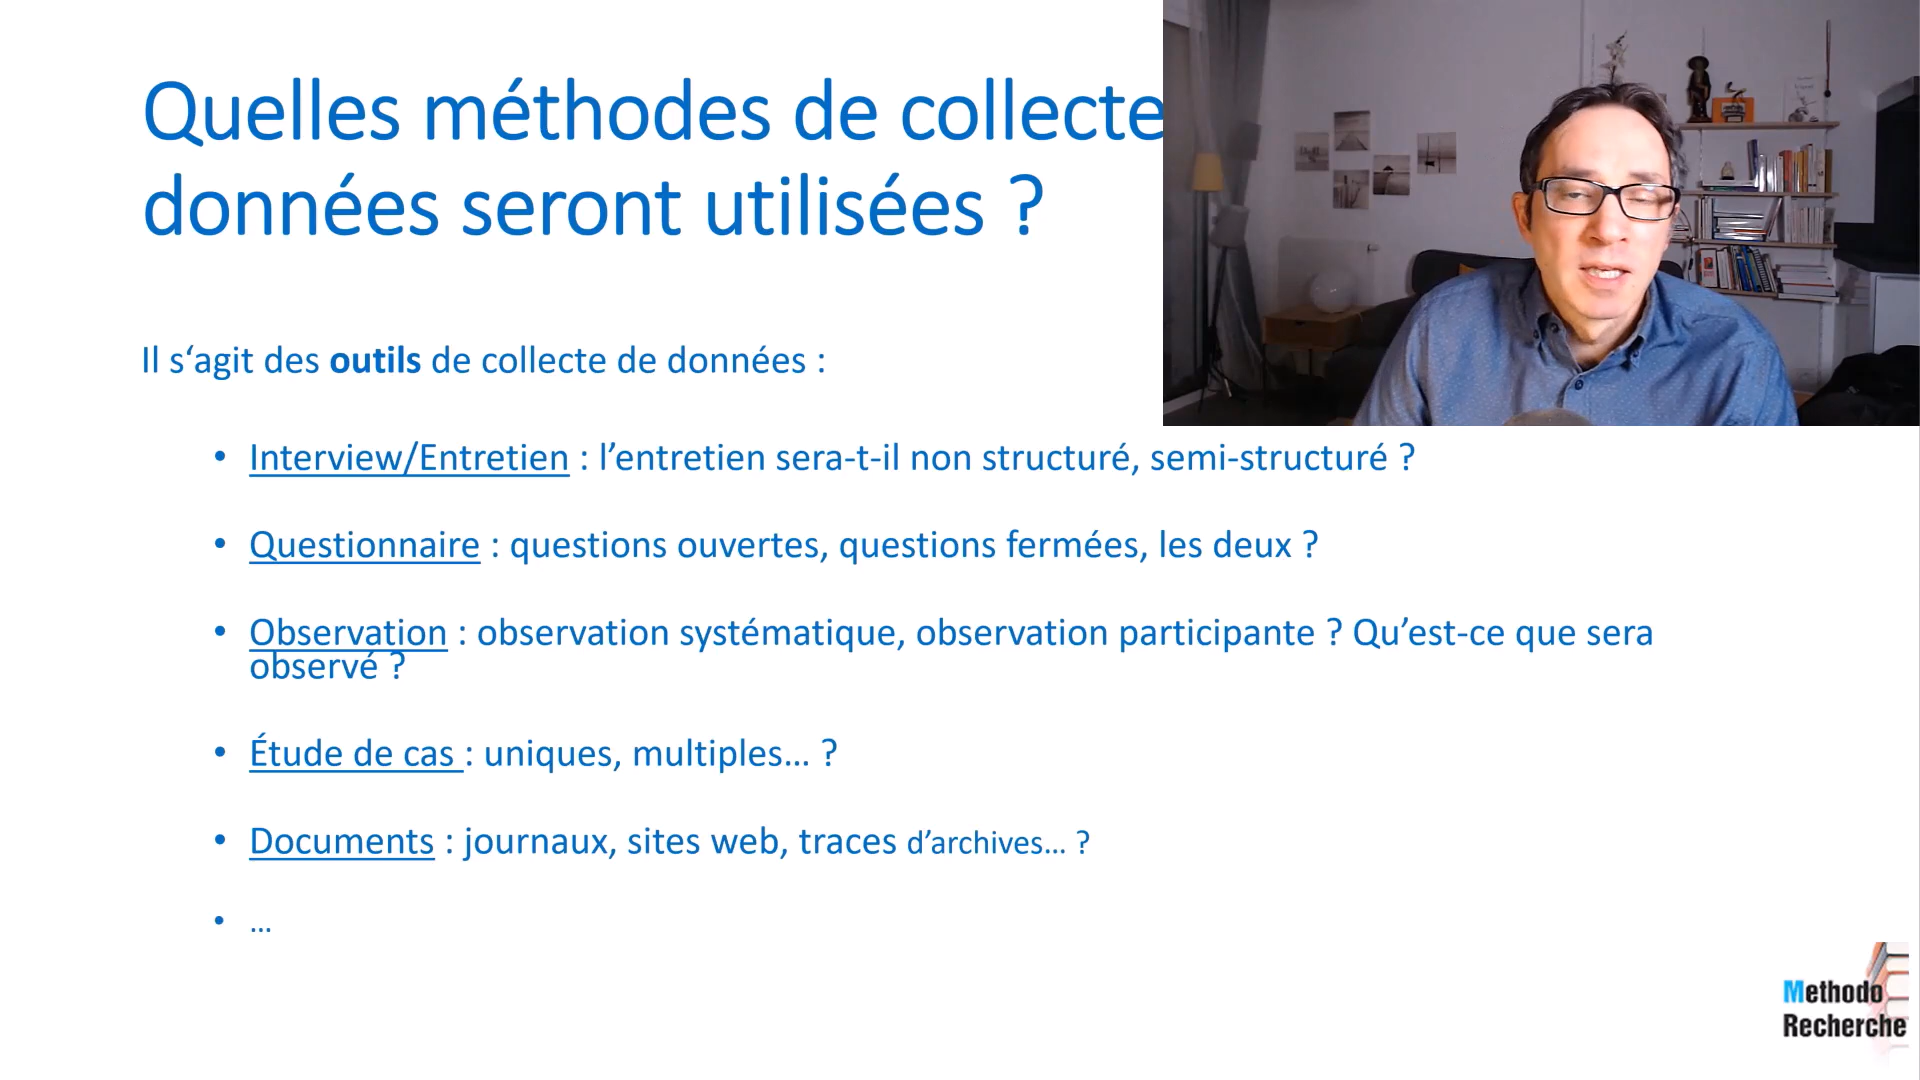 Quelles méthodes de collecte
données seront utilisées ?
Il s‘agit des outils de collecte de données :
• Interview/Entretien : l’entretien sera-t-il non structuré, semi-structuré ?
• Questionnaire : questions ouvertes, questions fermées, les deux ?
• Observation : observation systématique, observation participante ? Qu’est-ce que sera
observé ?
• Étude de cas : uniques, multiples… ?
• Documents : journaux, sites web, traces d’archives… ?
• …
Methodo
Recherche